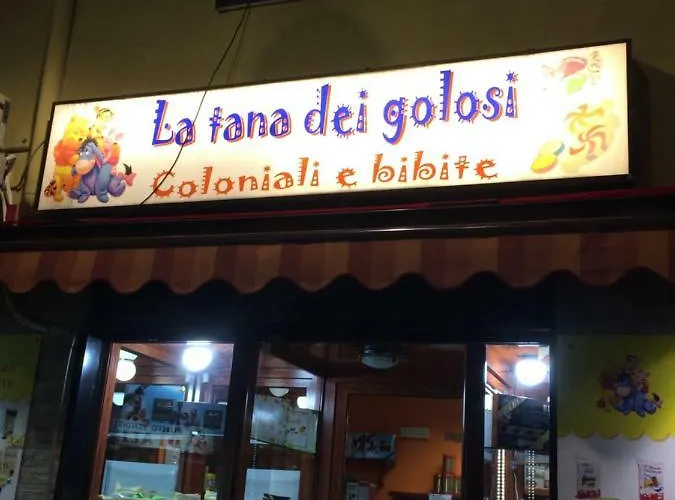 La tana dei golosi
Coloniali e bibite